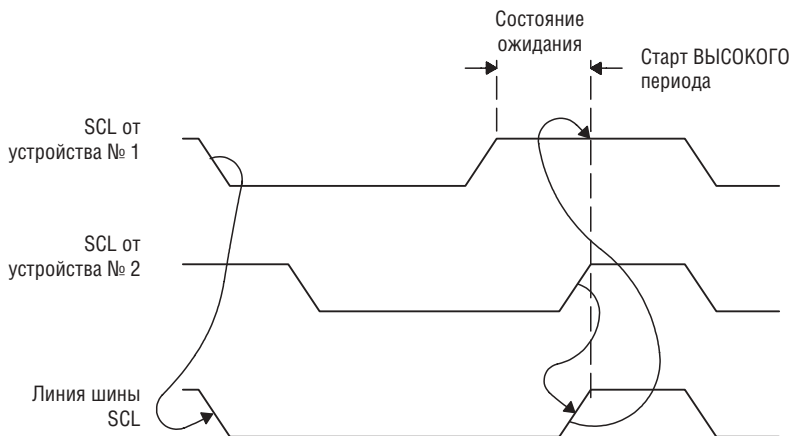 Состояние
ожидания
Старт ВЫСОКОГО
периода
SCL от
устройства № 1
SCL от
устройства № 2
Линия шины
SCL